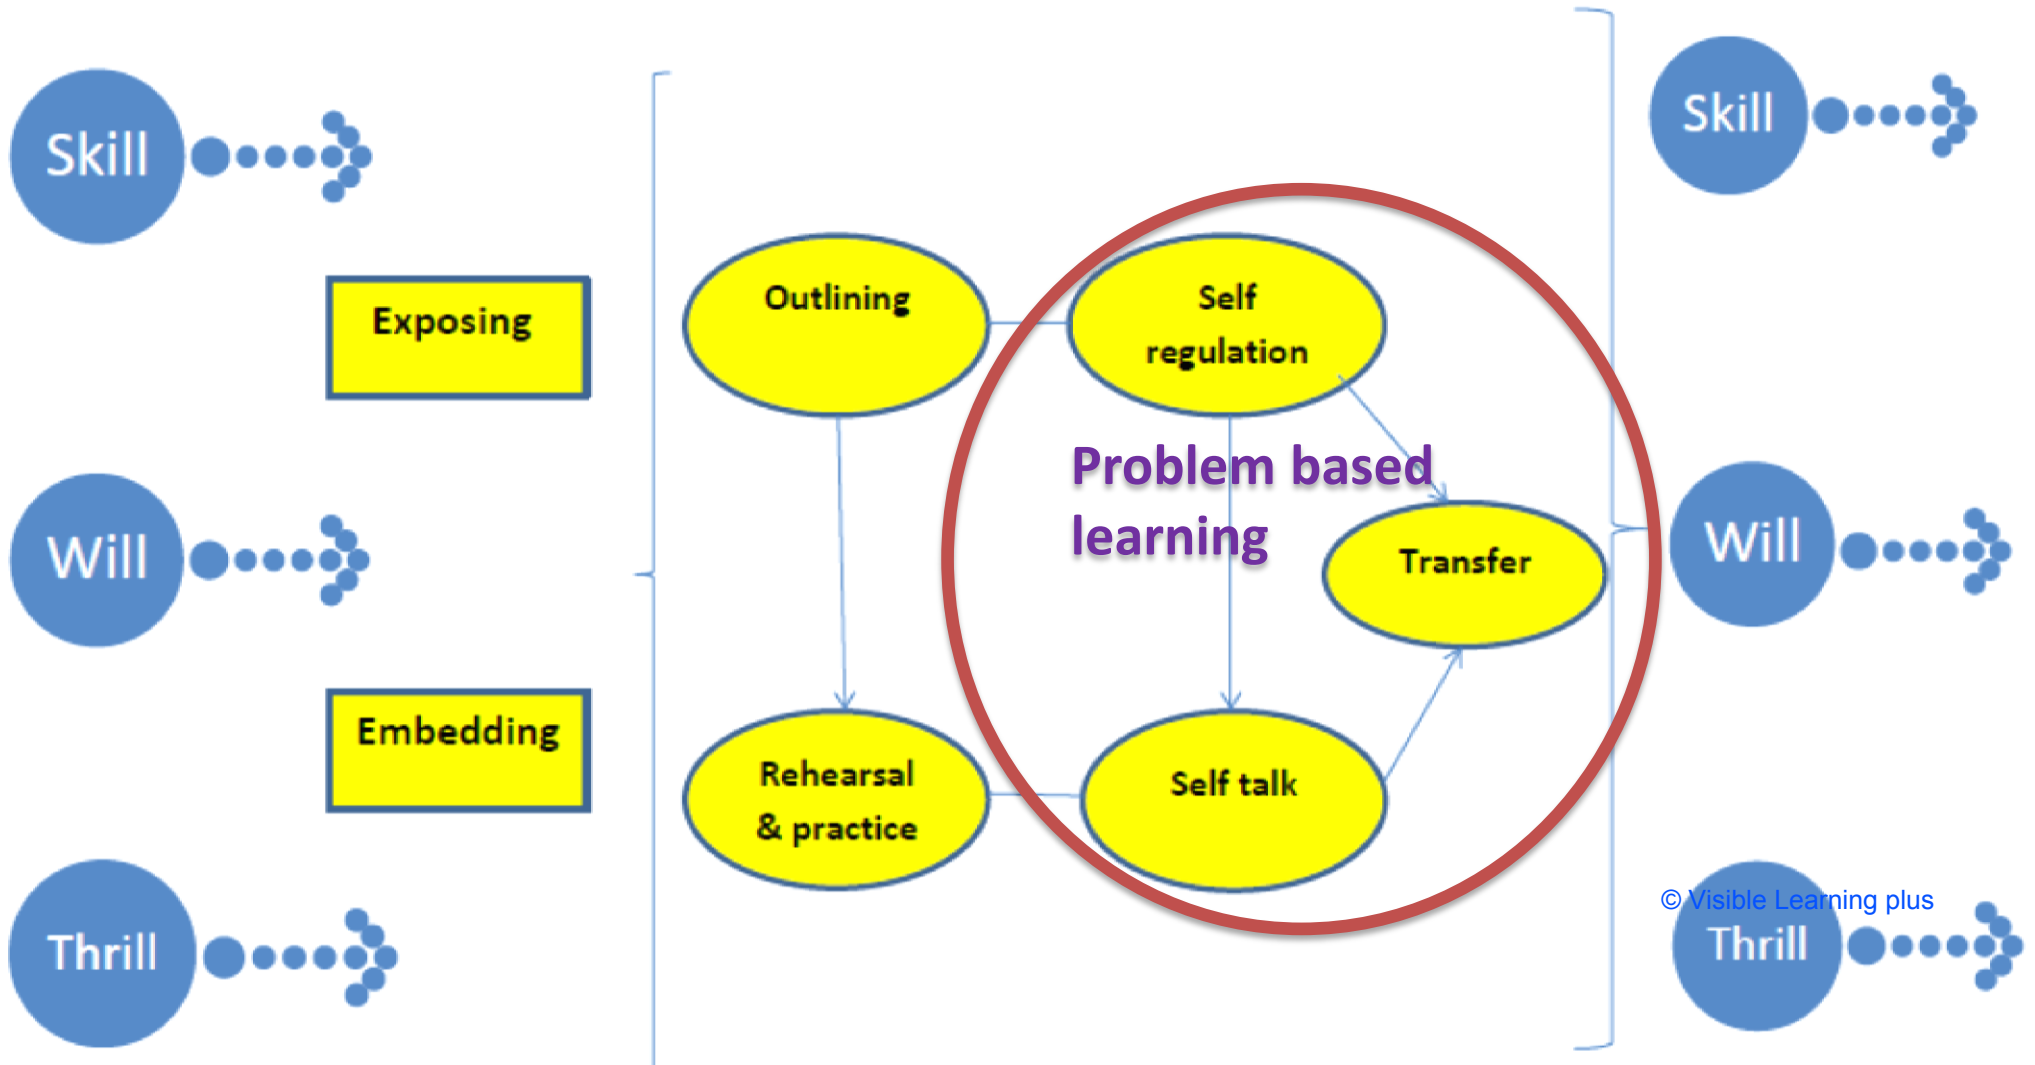 Skill
Will
Thrill
Exposing
Embedding
Outlining
Rehearsal
& practice
Self
regulation
Problem based
learning
Self talk
Transfer
Skill
Will
© Visible Learning plus
Thrill